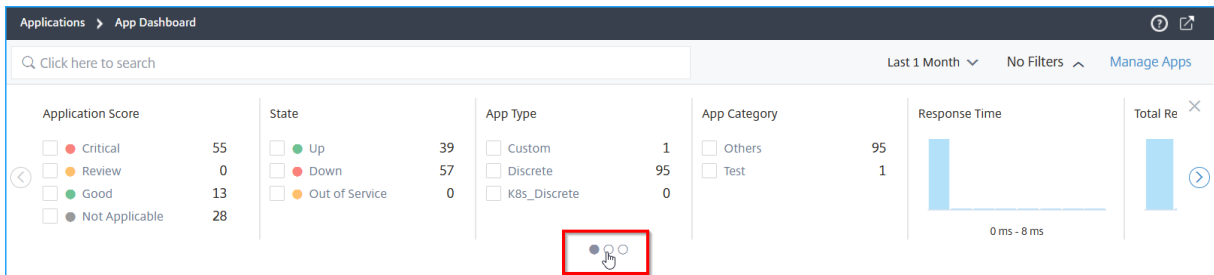 Applications > App Dashboard
Click here to search
Last 1 Month
No Filters
Manage Apps
Application Score
Critical 55
Review 0
Good 13
Not Applicable 28
State
Up 39
Down 57
Out of Service 0
App Type
Custom 1
Discrete 95
K8s_Discrete 0
App Category
Others 95
Test 1
Response Time
0 ms - 8 ms
Total Re